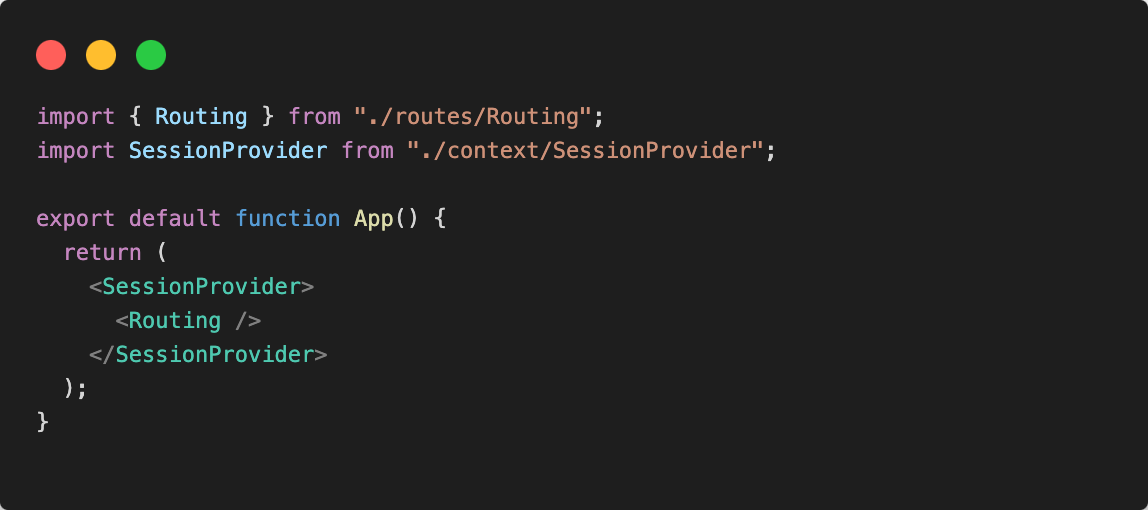 import { Routing } from "./routes/Routing";
import SessionProvider from "./context/SessionProvider";

export default function App() {
  return (
    <SessionProvider>
      <Routing />
    </SessionProvider>
  );
}